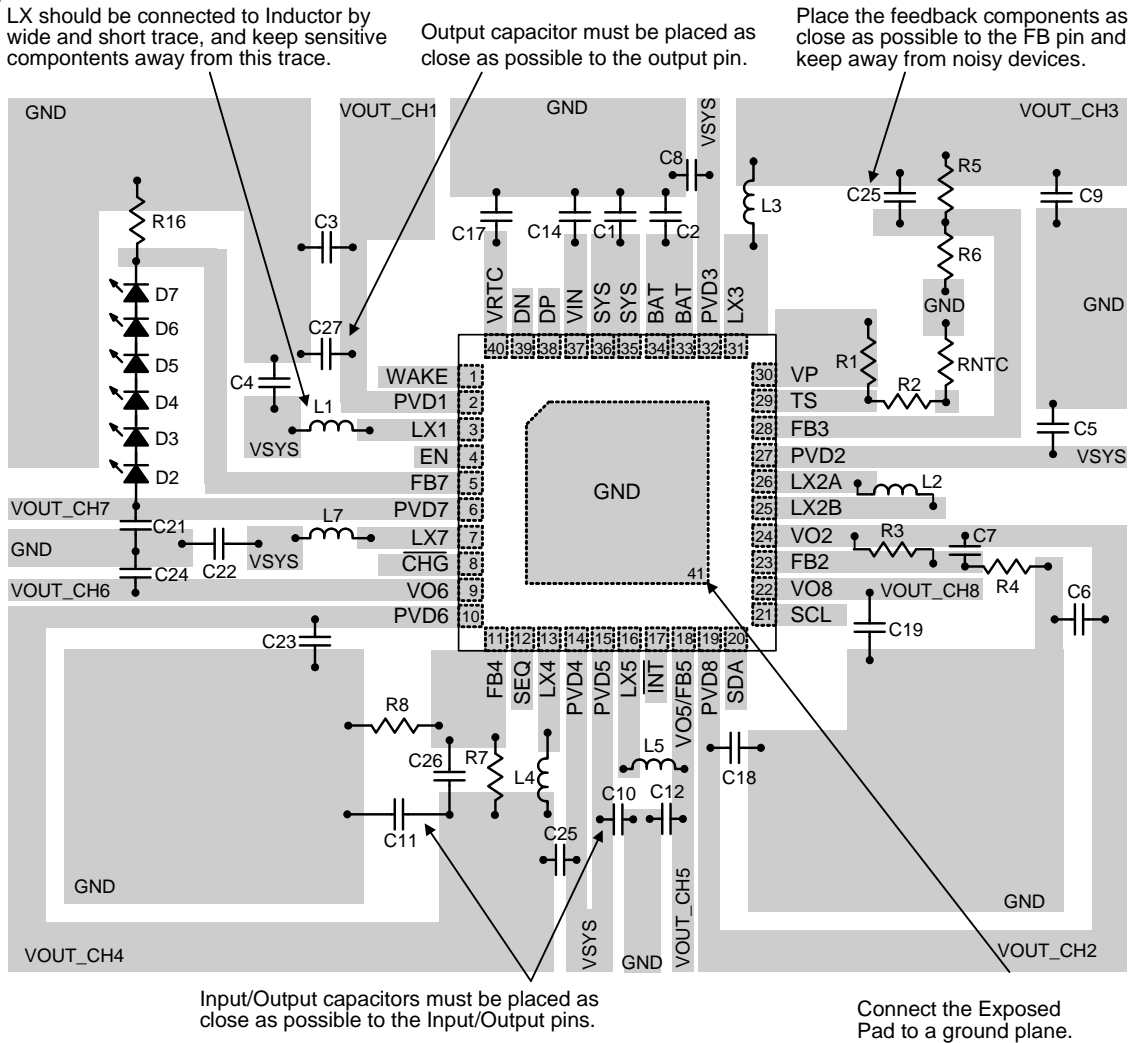 LX should be connected to Inductor by
wide and short trace, and keep sensitive
compontents away from this trace.
Output capacitor must be placed as
close as possible to the output pin.
Place the feedback components as
close as possible to the FB pin and
keep away from noisy devices.
GND
VOUT_CH1
GND
VSYS
VOUT_CH3
C8
R5
C25
C9
L3
R16
C3
C17
C14
C1
C2
R6
D7
D6
D5
D4
D3
D2
GND
GND
VRTC
DN
DP
VIN
SYS
SYS
BAT
BAT
PVD3
LX3
40
39
38
37
36
35
34
33
32
31
C27
C4
L1
VSYS
R1
R2
RNTC
C5
VSYS
WAKE 1
PVD1 2
LX1 3
EN 4
FB7 5
PVD7 6
LX7 7
CHG 8
VO6 9
PVD6 10
30 VP
29 TS
28 FB3
27 PVD2
26 LX2A
25 LX2B
24 VO2
23 FB2
22 VO8
21 SCL
GND
41
VOUT_CH7
C21
L7
GND
C22
VSYS
C24
VOUT_CH6
C23
L2
R3
C7
R4
VOUT_CH8
C6
C19
11
12
13
14
15
16
17
18
19
20
FB4
SEQ
LX4
PVD4
PVD5
LX5
INT
VO5/FB5
PVD8
SDA
R8
C26
R7
L4
L5
C18
C10
C12
C11
C25
GND
GND
VOUT_CH4
VSYS
GND
VOUT_CH5
VOUT_CH2
Input/Output capacitors must be placed as
close as possible to the Input/Output pins.
Connect the Exposed
Pad to a ground plane.